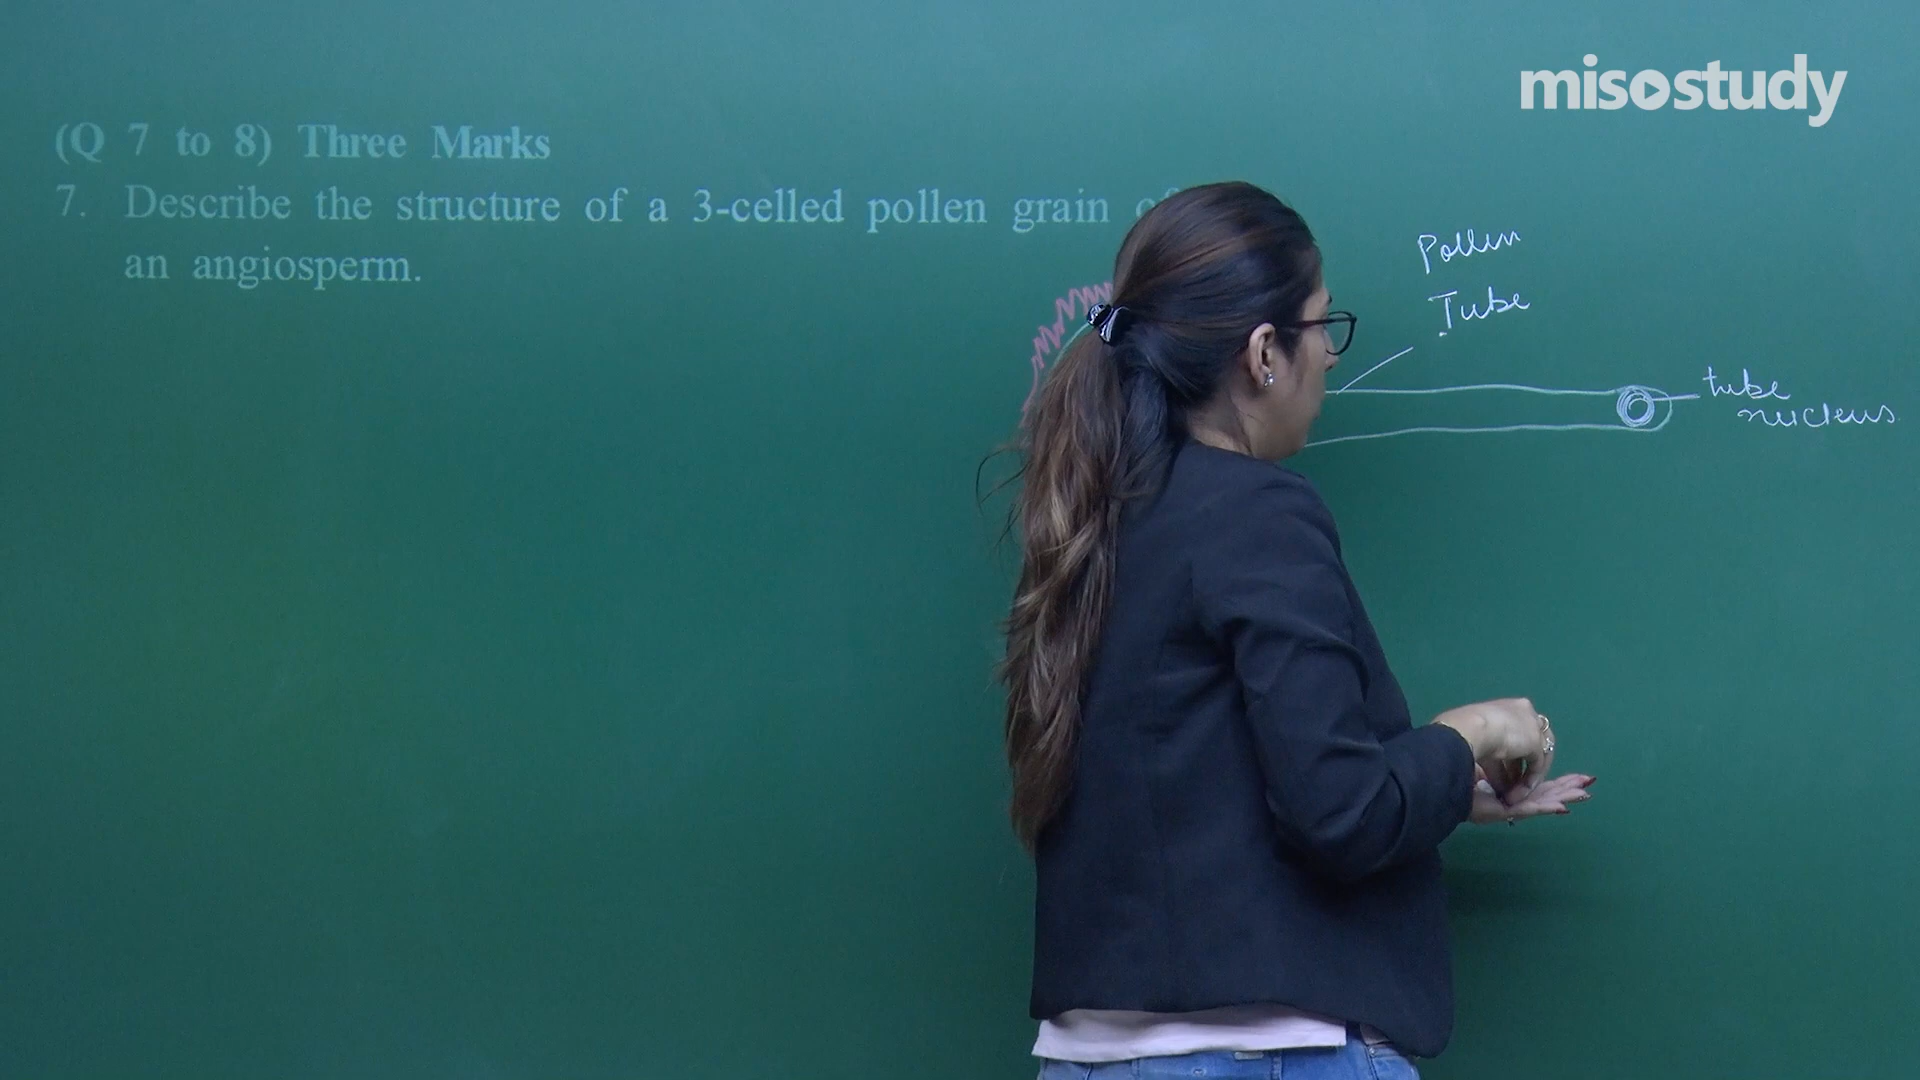 misostudy
(Q 7 to 8) Three Marks
7. Describe the structure of a 3-celled pollen grain
an angiosperm.
Pollen
Tube
tube
nucleus